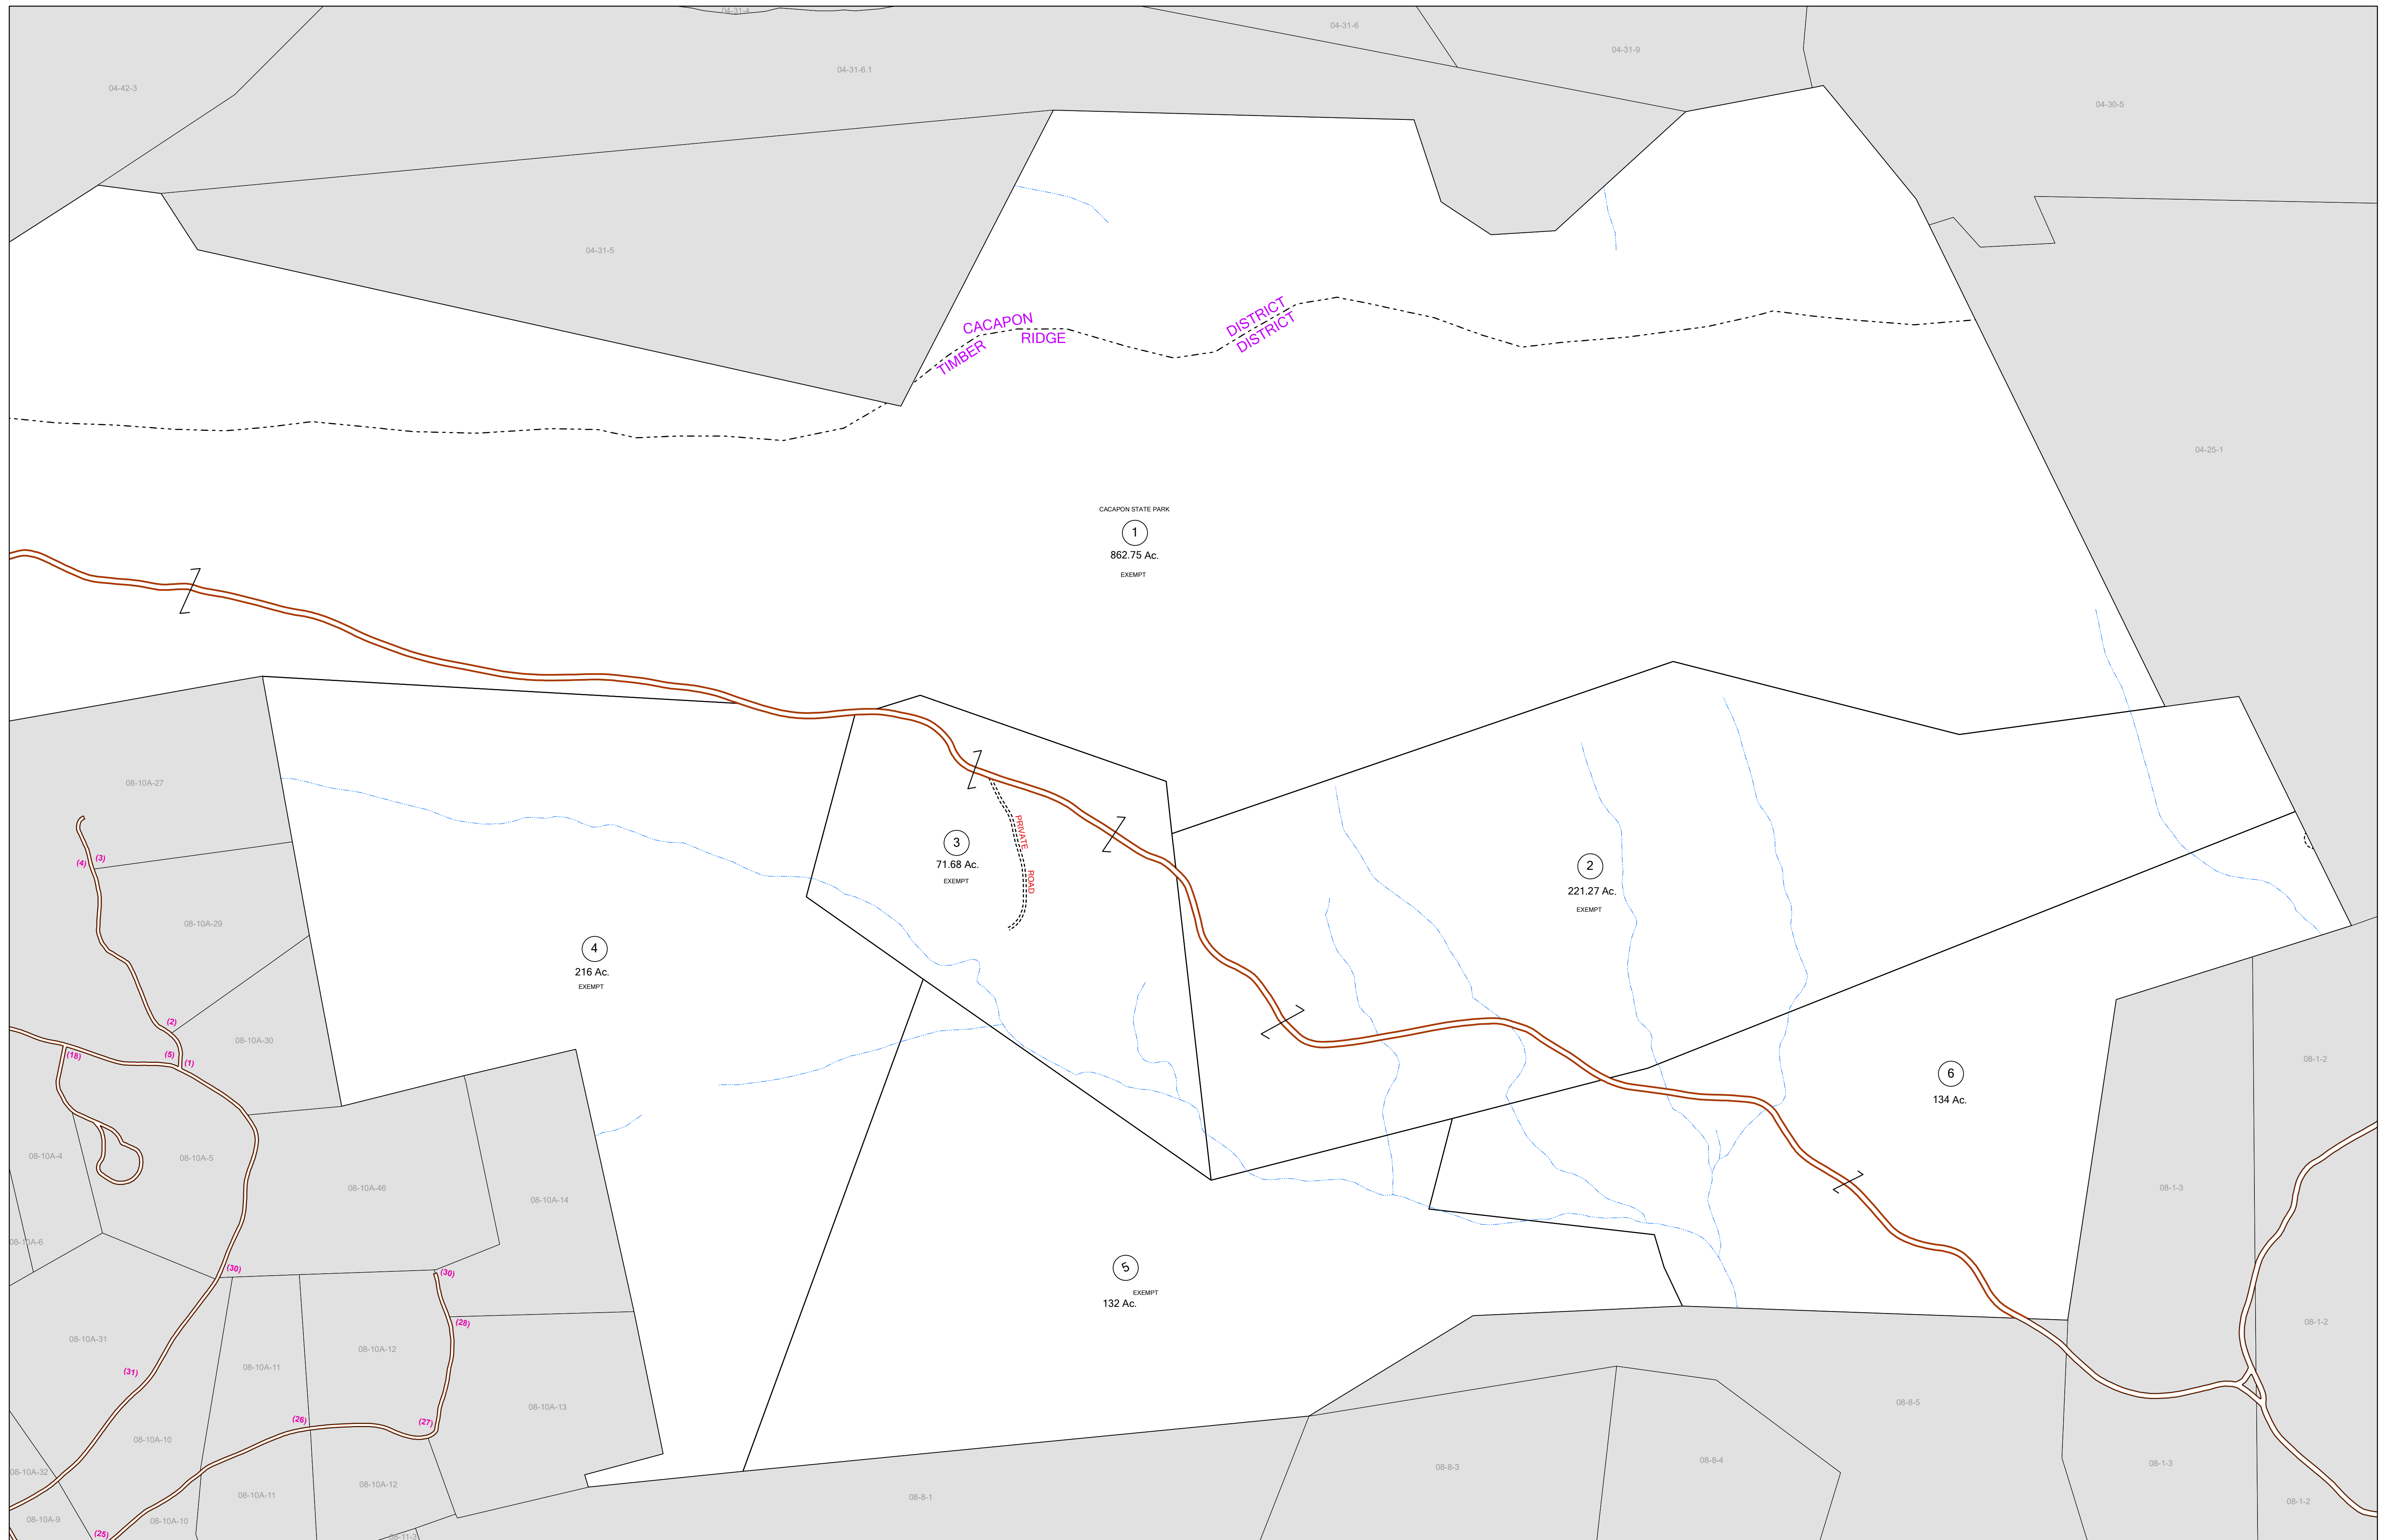 04-31-4
04-31-6
04-31-9
04-31-6.1
04-42-3
04-30-5
04-31-5
CACAPON
DISTRICT
TIMBER
RIDGE
DISTRICT
04-25-1
CACAPON STATE PARK
1
862.75 Ac.
EXEMPT
08-10A-27
(4)
(3)
PRIVATE
ROAD
3
71.68 Ac.
EXEMPT
2
221.27 Ac.
EXEMPT
08-10A-29
4
216 Ac.
EXEMPT
(2)
08-10A-30
(18)
(5)
(1)
08-1-2
6
134 Ac.
08-10A-4
08-10A-5
08-10A-46
08-10A-14
08-1-3
08-10A-6
(30)
(30)
5
EXEMPT
132 Ac.
(28)
08-1-2
08-10A-31
08-10A-12
(31)
08-10A-11
08-8-5
08-10A-13
(26)
(27)
08-10A-10
08-8-4
08-1-3
08-8-3
08-10A-32
08-10A-12
08-10A-11
08-8-1
08-1-2
08-10A-9
08-10A-10
(25)
08-11-3